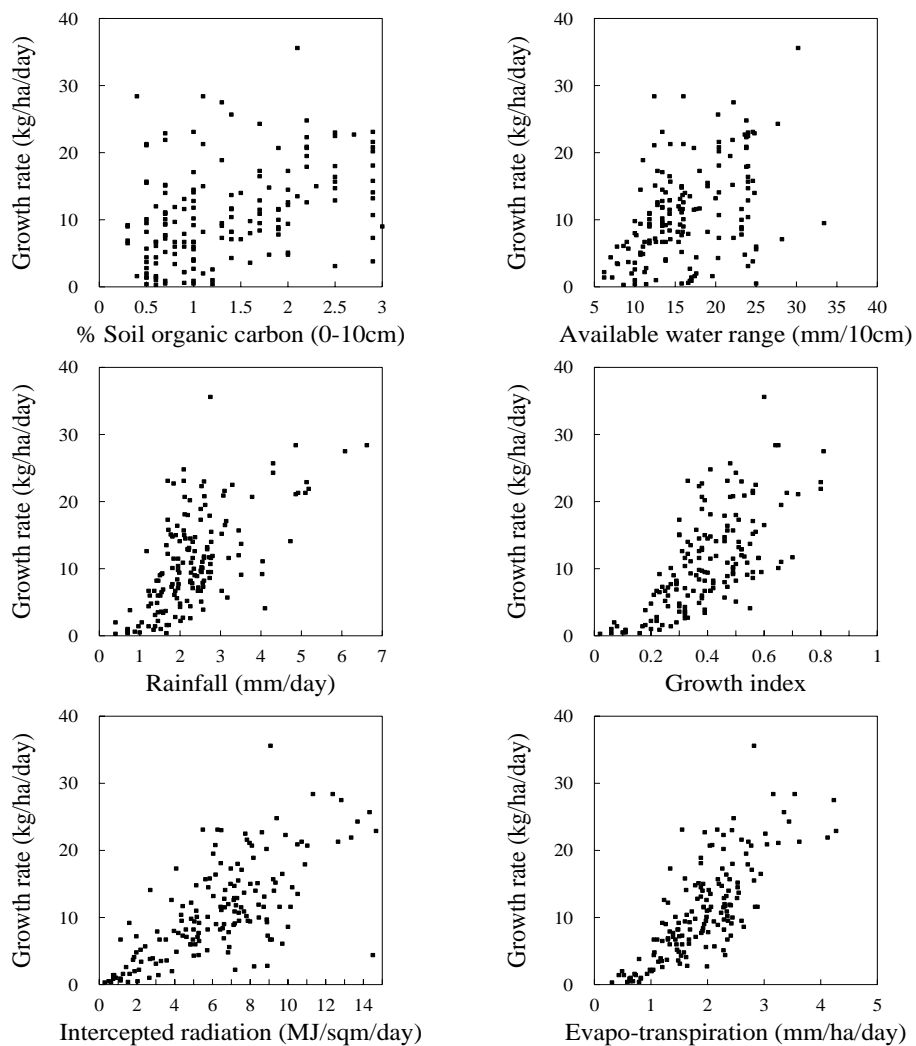 40 40
Growth rate (kg/ha/day) Growth rate (kg/ha/day)
30 30
20 20
10 10
0 0
0 0.5 1 1.5 2 2.5 3 5 10 15 20 25 30 35 40
% Soil organic carbon (0-10cm) Available water range (mm/10cm)
40 40
Growth rate (kg/ha/day) Growth rate (kg/ha/day)
30 30
20 20
10 10
0 0
0 1 2 3 4 5 6 7 0 0.2 0.4 0.6 0.8 1
Rainfall (mm/day) Growth index
40 40
Growth rate (kg/ha/day) Growth rate (kg/ha/day)
30 30
20 20
10 10
0 0
0 2 4 6 8 10 12 14 0 1 2 3 4 5
Intercepted radiation (MJ/sqm/day) Evapo-transpiration (mm/ha/day)